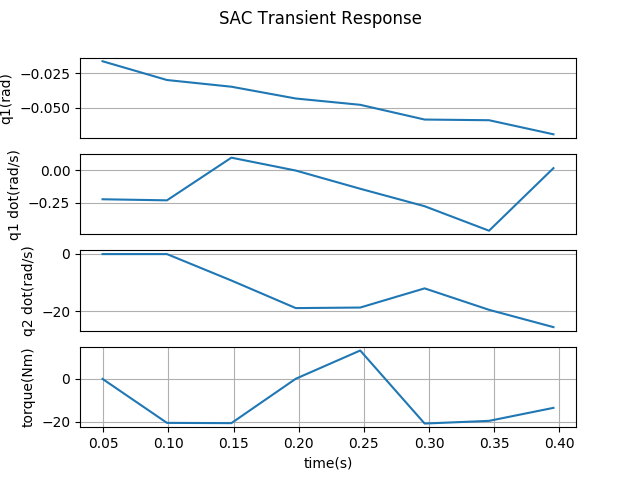 SAC Transient Response
q1(rad)
−0.025
−0.050
q1 dot(rad/s)
0.00
−0.25
q2 dot(rad/s)
0
−20
torque(Nm)
0
−20
0.05 0.10 0.15 0.20 0.25 0.30 0.35 0.40
time(s)